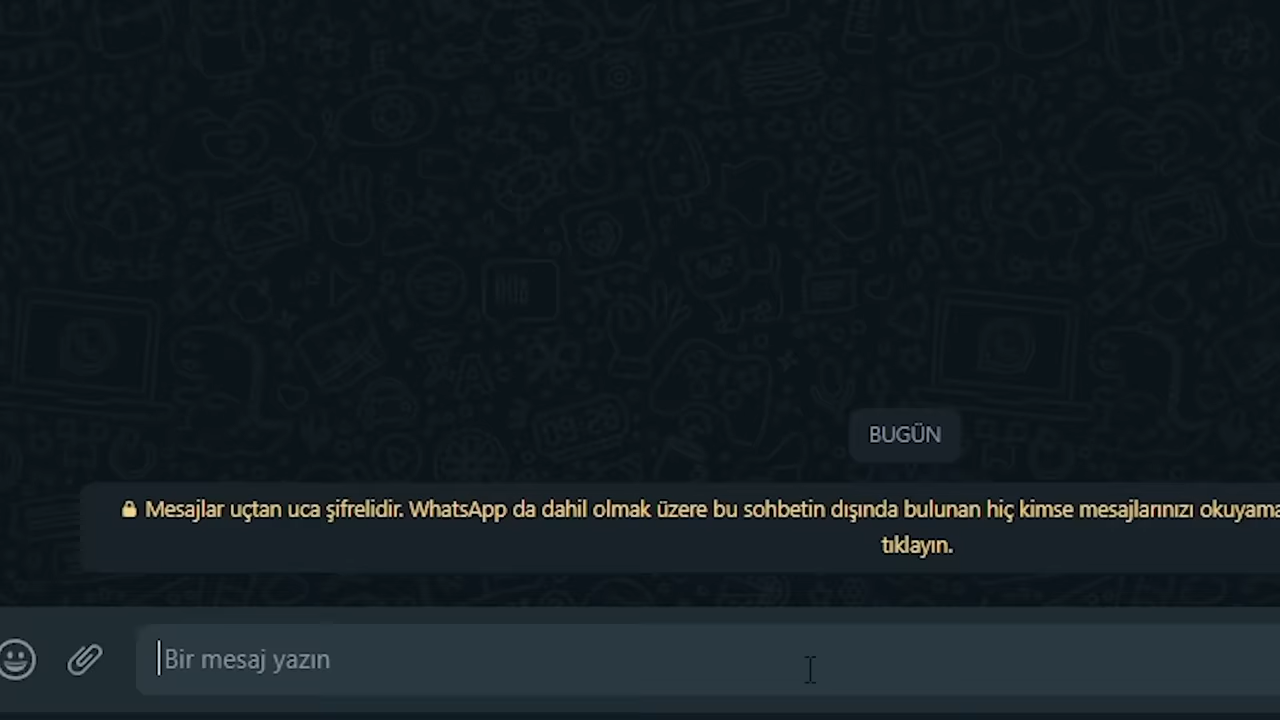 BUGÜN
Mesajlar uçtan uca şifrelidir. WhatsApp da dahil olmak üzere bu sohbetin dışında bulunan hiç kimse mesajlarınızı okuyama
tıklayın.
Bir mesaj yazın